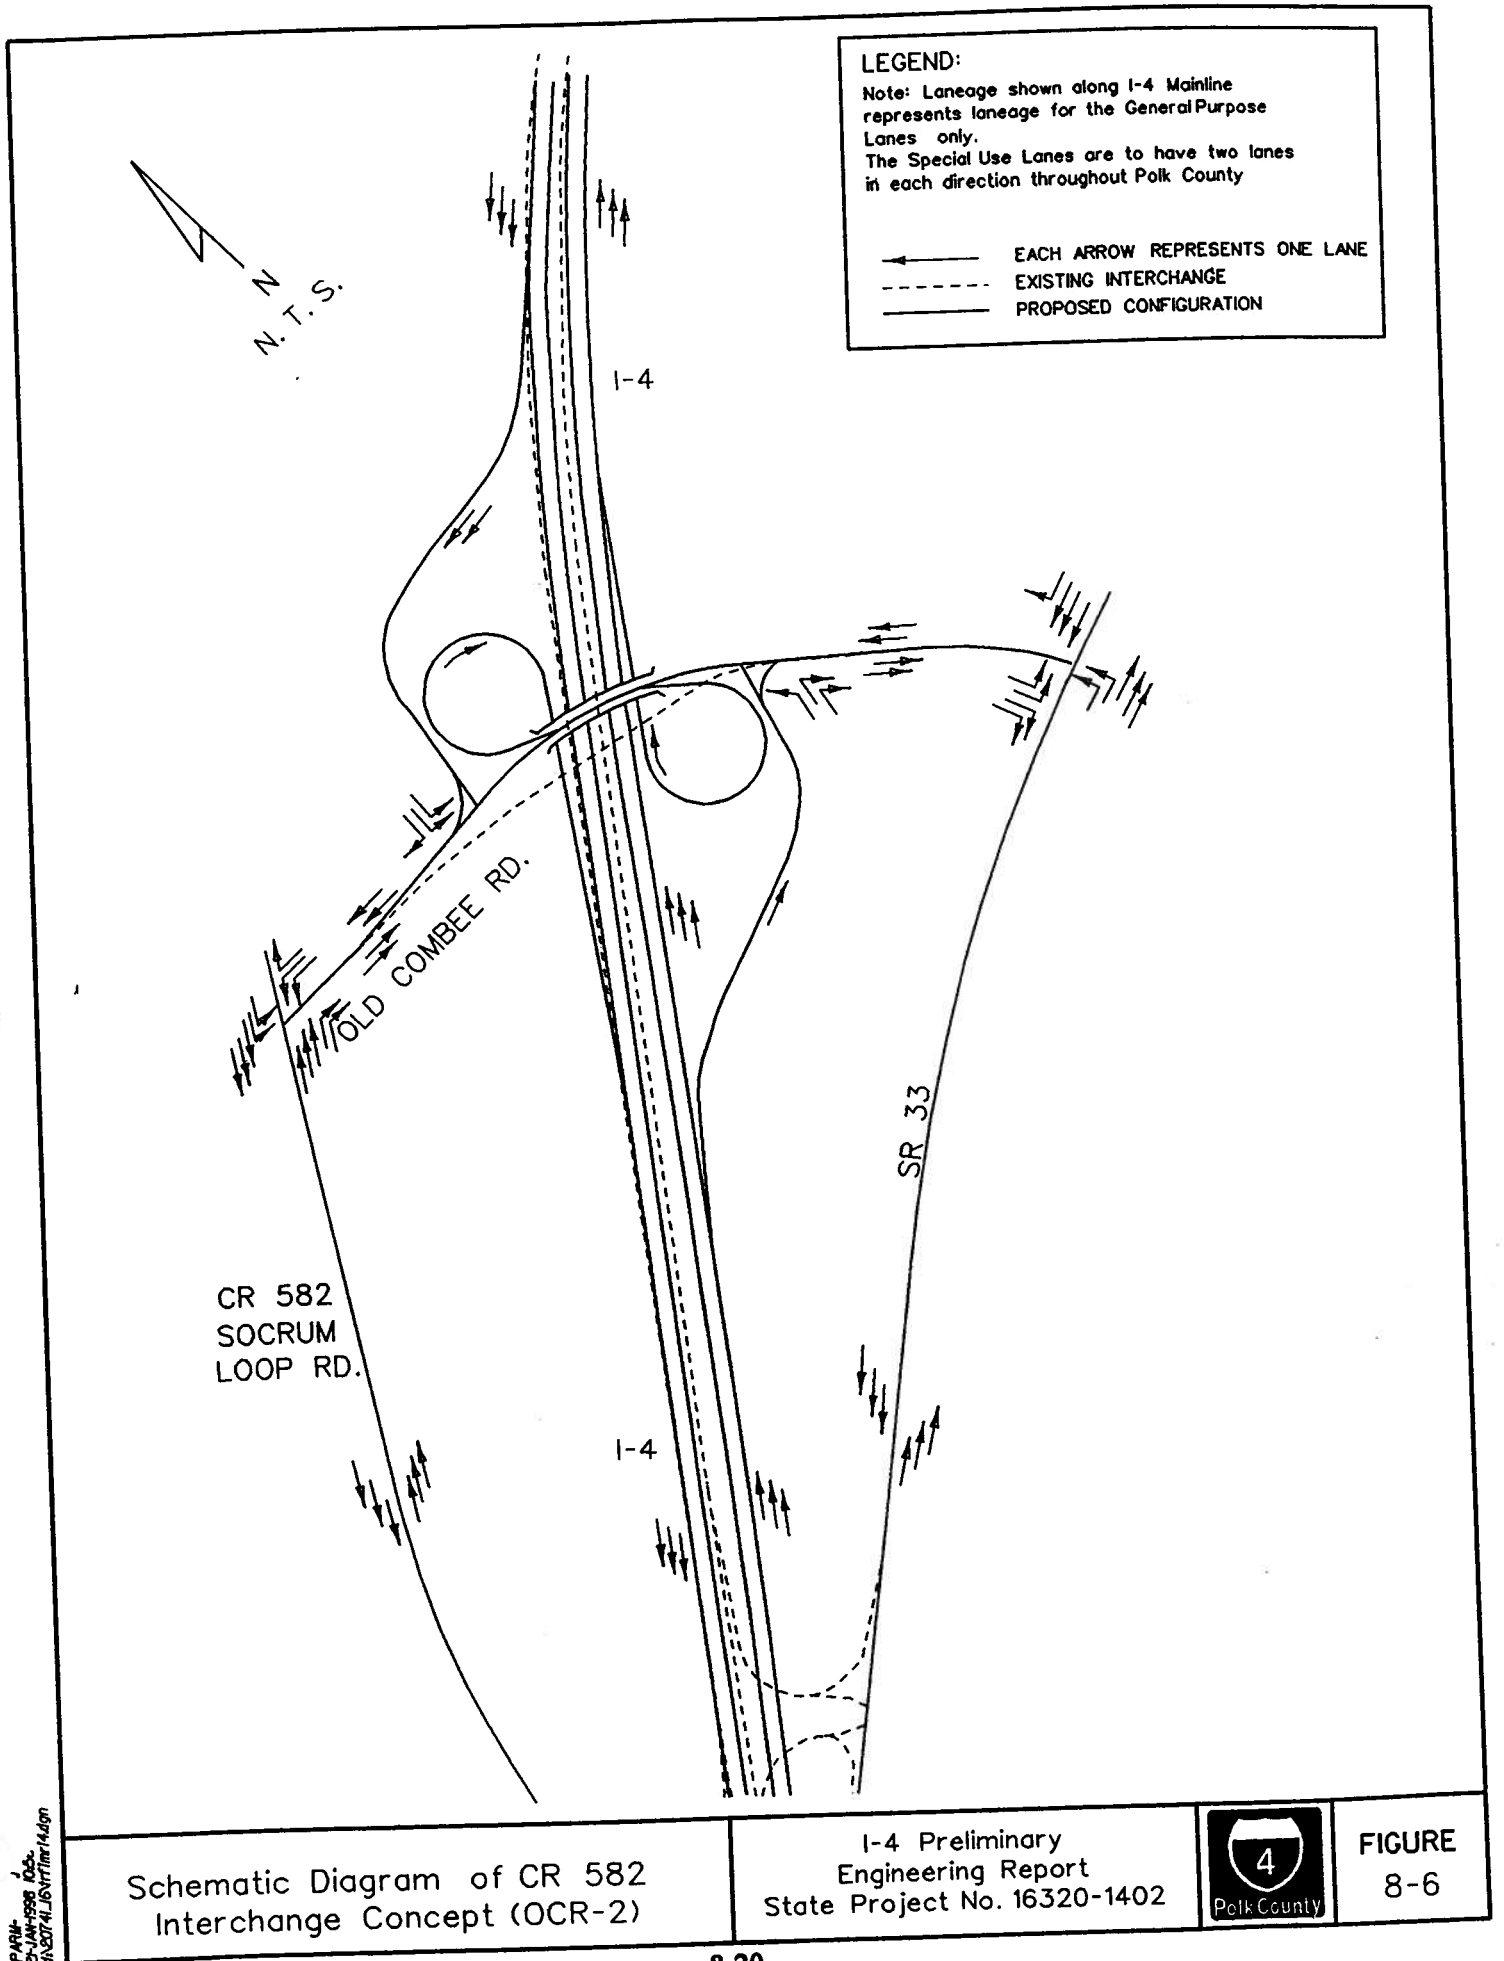 LEGEND:
Note: Laneage shown along I-4 Mainline
represents laneage for the General Purpose
Lanes only.
The Special Use Lanes are to have two lanes
in each direction throughout Polk County
EACH ARROW REPRESENTS ONE LANE
EXISTING INTERCHANGE
PROPOSED CONFIGURATION
N
N. T. S.
I-4
OLD COMBEE RD.
SR 33
CR 582
SOCRUM
LOOP RD.
I-4
Schematic Diagram of CR 582
Interchange Concept (OCR-2)
I-4 Preliminary
Engineering Report
State Project No. 16320-1402
4
Polk County
FIGURE
8-6